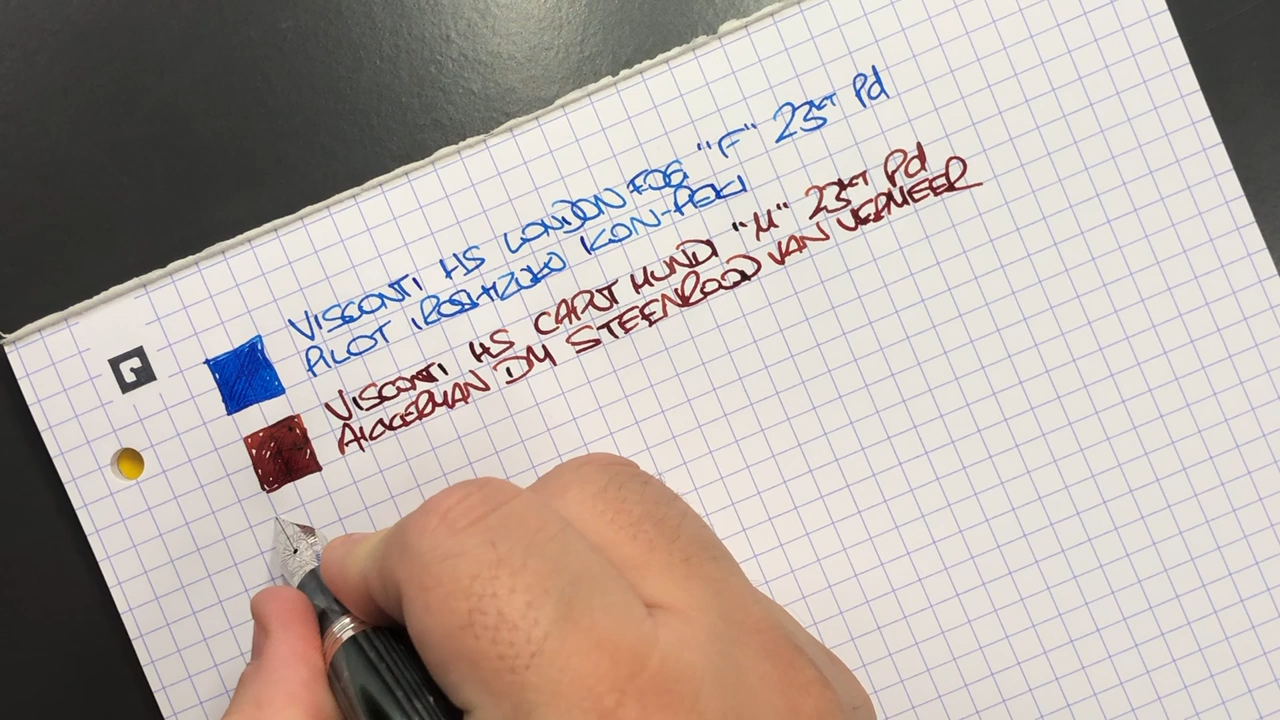 VISCONTI HS LONDON FOG "F" 23KT Pd
PILOT IROSHIZUKU KON-PEKI
VISCONTI HS CAPUT MUNDI "M" 23KT Pd
AKKERMAN DM STEENROOD VAN VERMEER